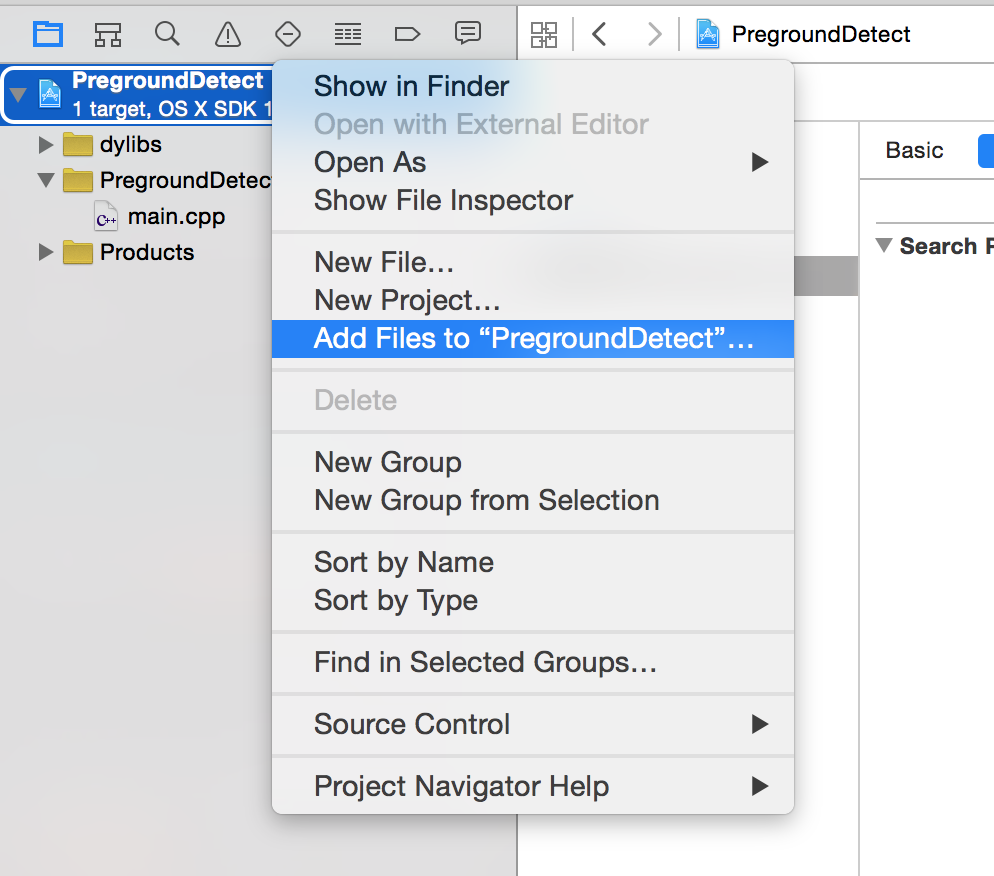 PregroundDetect
PregroundDetect
1 target, OS X SDK
dylibs
PregroundDetec
C++ main.cpp
Products
Show in Finder
Open with External Editor
Open As
Show File Inspector
New File…
New Project…
Add Files to “PregroundDetect”…
Delete
New Group
New Group from Selection
Sort by Name
Sort by Type
Find in Selected Groups…
Source Control
Project Navigator Help
Basic
Search